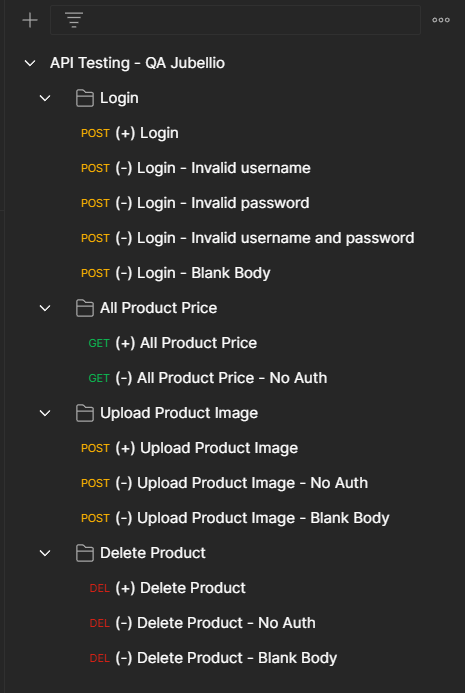 API Testing - QA Jubellio
Login
POST (+) Login
POST (-) Login - Invalid username
POST (-) Login - Invalid password
POST (-) Login - Invalid username and password
POST (-) Login - Blank Body
All Product Price
GET (+) All Product Price
GET (-) All Product Price - No Auth
Upload Product Image
POST (+) Upload Product Image
POST (-) Upload Product Image - No Auth
POST (-) Upload Product Image - Blank Body
Delete Product
DEL (+) Delete Product
DEL (-) Delete Product - No Auth
DEL (-) Delete Product - Blank Body